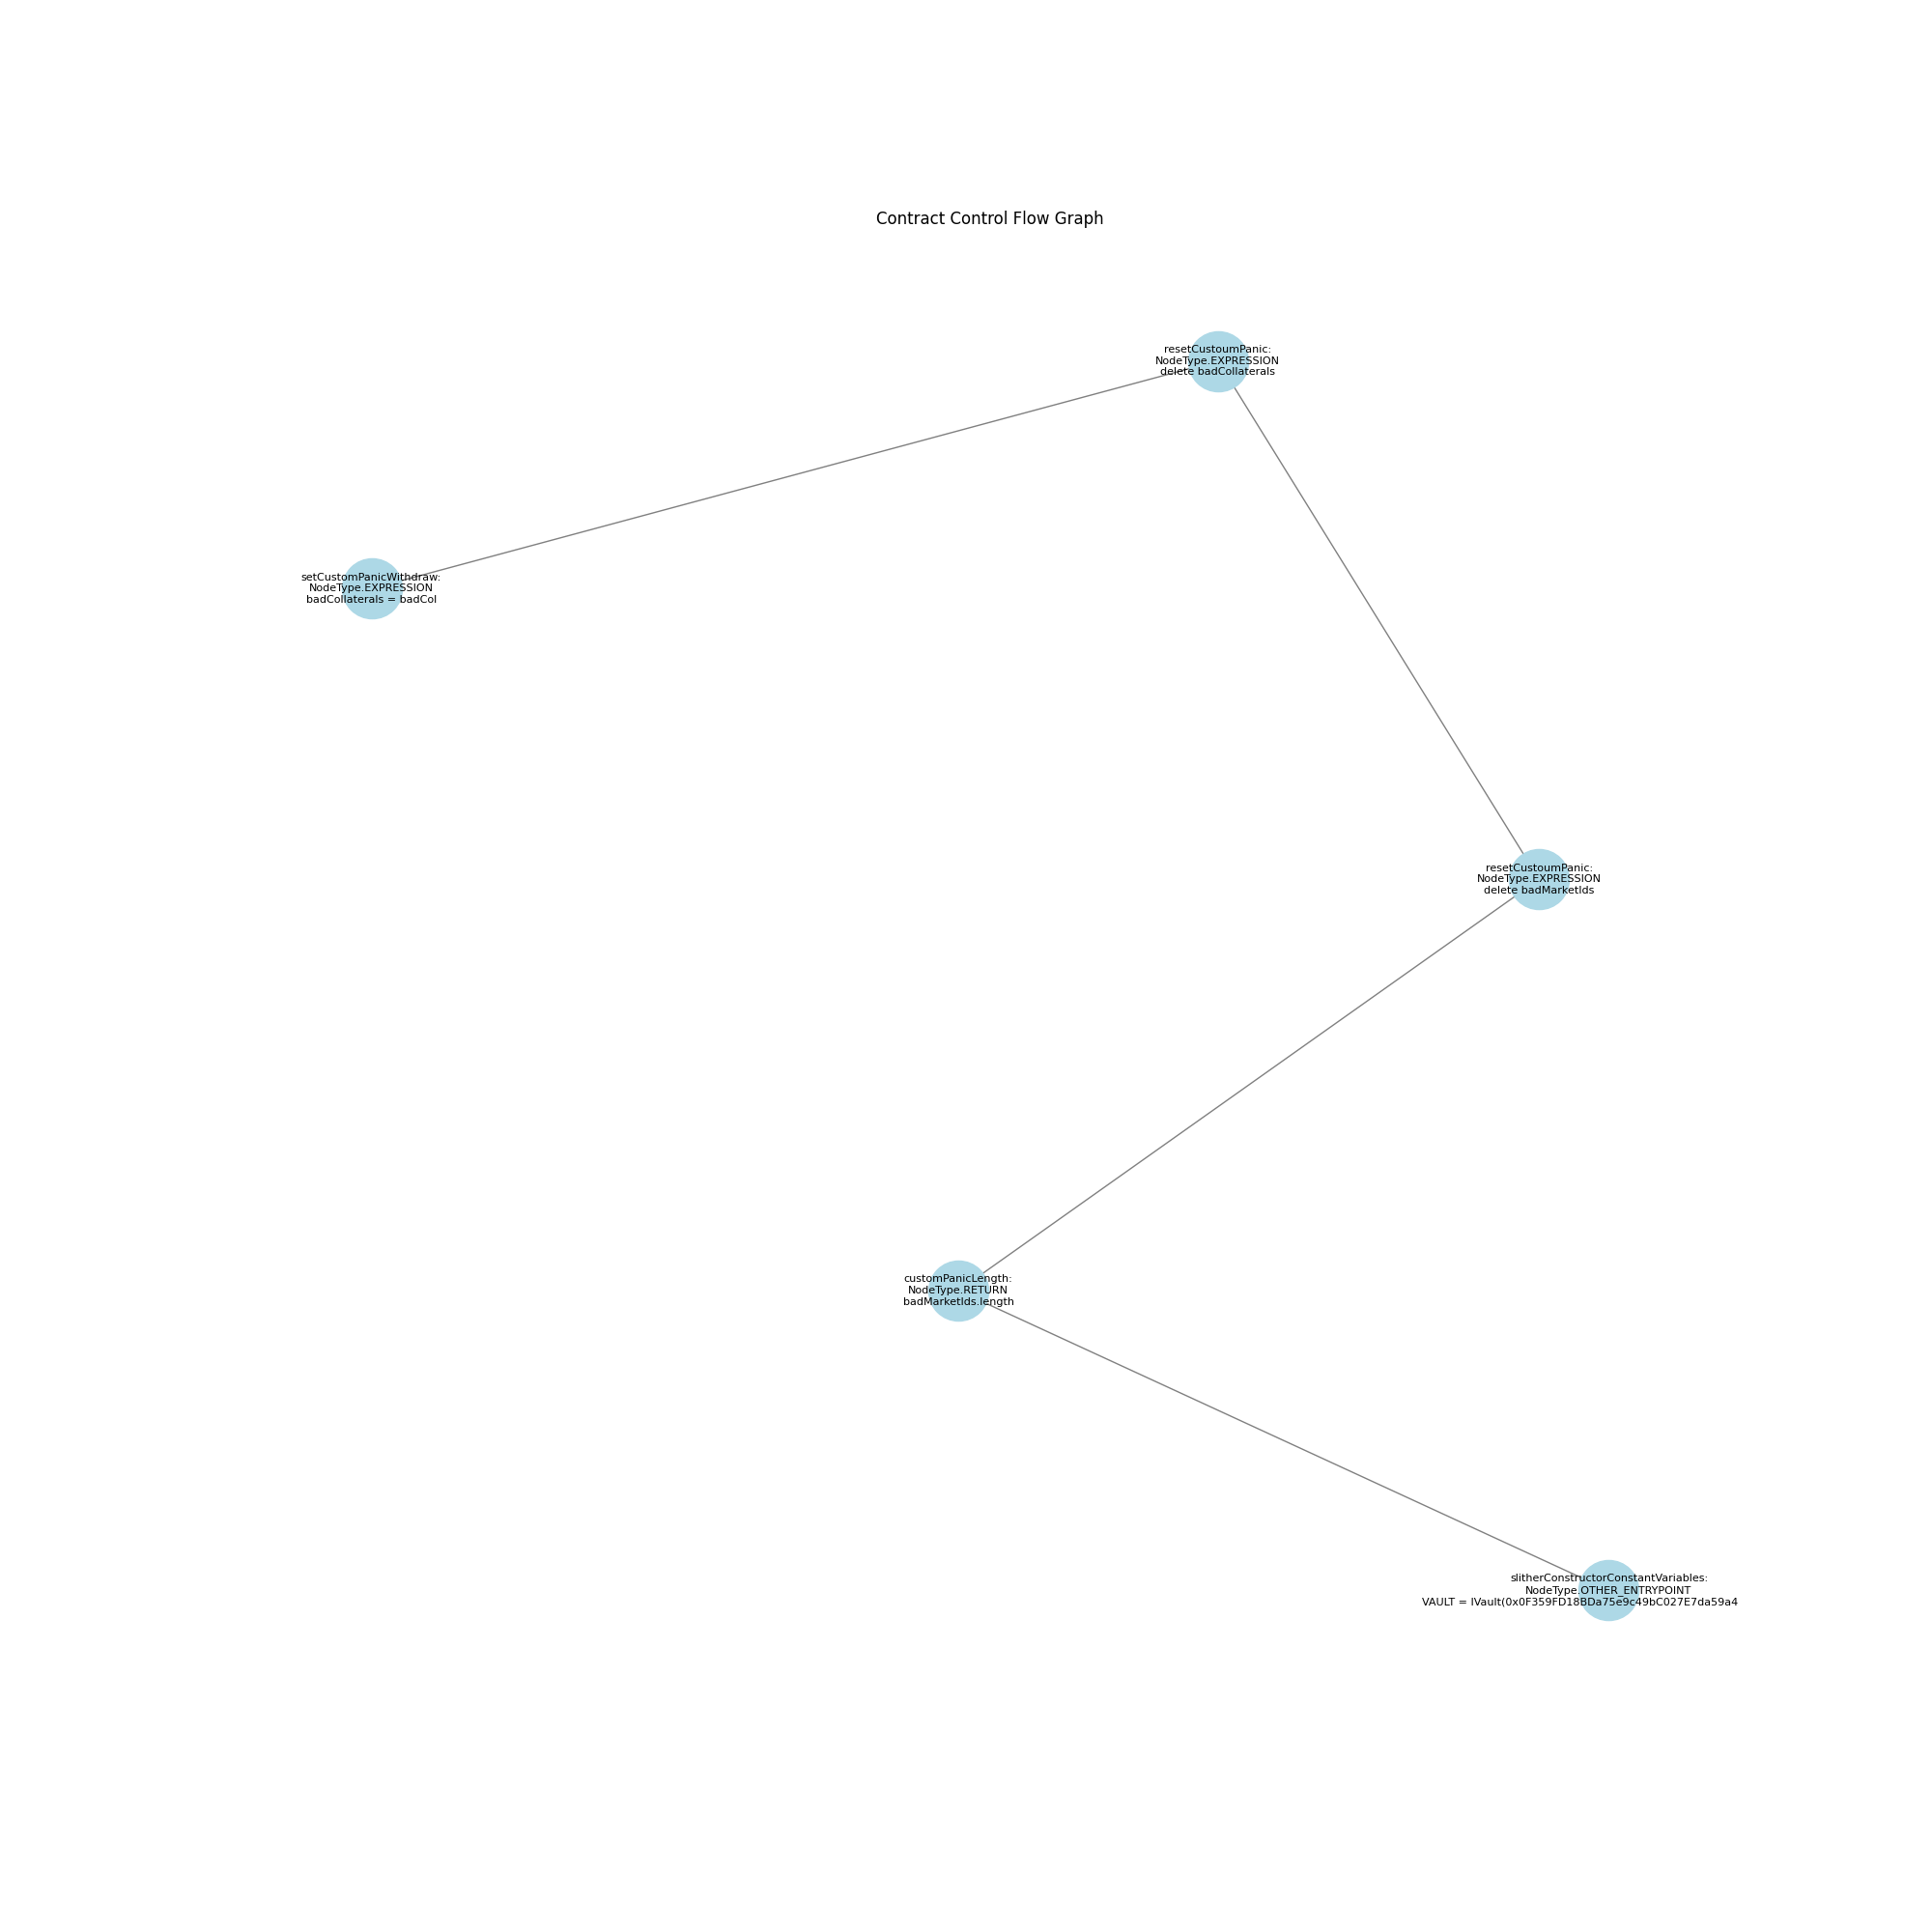 Contract Control Flow Graph
resetCustoumPanic:
NodeType.EXPRESSION
delete badCollaterals
setCustomPanicWithdraw:
NodeType.EXPRESSION
badCollaterals = badCol
resetCustoumPanic:
NodeType.EXPRESSION
delete badMarketIds
customPanicLength:
NodeType.RETURN
badMarketIds.length
slitherConstructorConstantVariables:
NodeType.OTHER_ENTRYPOINT
VAULT = IVault(0x0F359FD18BDa75e9c49bC027E7da59a4